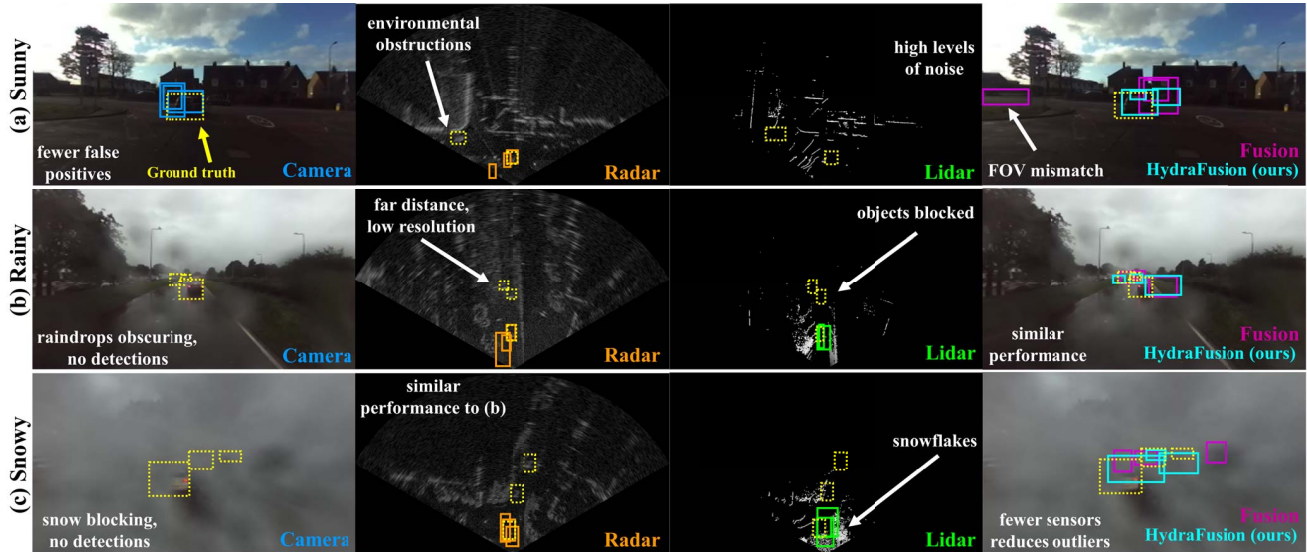 (a) Sunny
fewer false
positives
Ground truth
Camera
environmental
obstructions
Radar
high levels
of noise
Lidar
FOV mismatch
Fusion
HydraFusion (ours)
(b) Rainy
raindrops obscuring,
no detections
Camera
far distance,
low resolution
Radar
objects blocked
Lidar
similar
performance
Fusion
HydraFusion (ours)
(c) Snowy
snow blocking,
no detections
Camera
similar
performance to (b)
Radar
snowflakes
Lidar
fewer sensors
reduces outliers
Fusion
HydraFusion (ours)